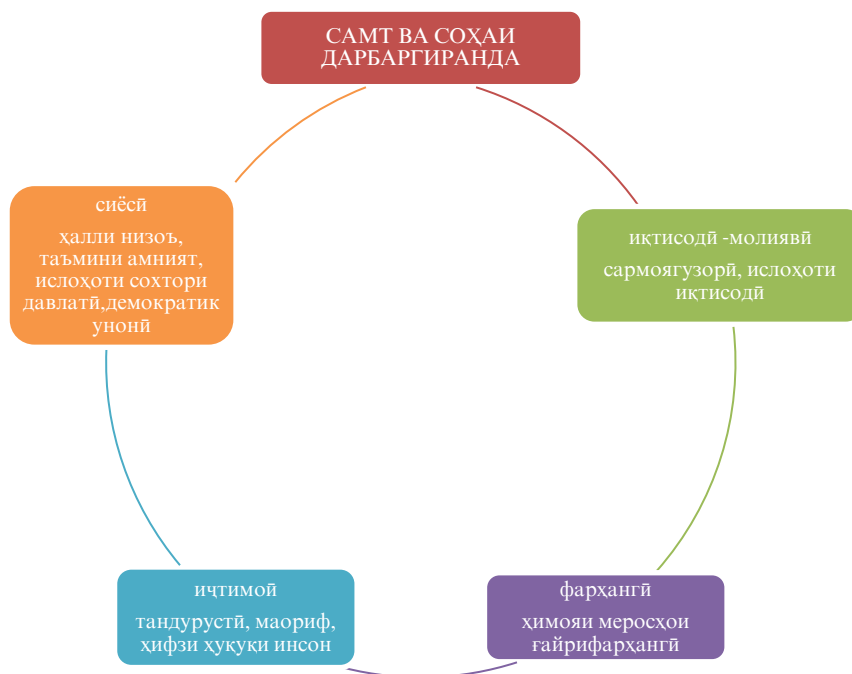 САМТ ВА СОҲАИ
ДАРБАРГИРАНДА
иқтисодӣ -молиявӣ
сармоягузорӣ, ислоҳоти
иқтисодӣ
фарҳангӣ
ҳимояи меросҳои
ғайрифарҳангӣ
иҷтимоӣ
тандурустӣ, маориф,
ҳифзи ҳуқуқи инсон
сиёсӣ
ҳалли низоъ,
таъмини амният,
ислоҳоти сохтори
давлатӣ,демократик
унонӣ